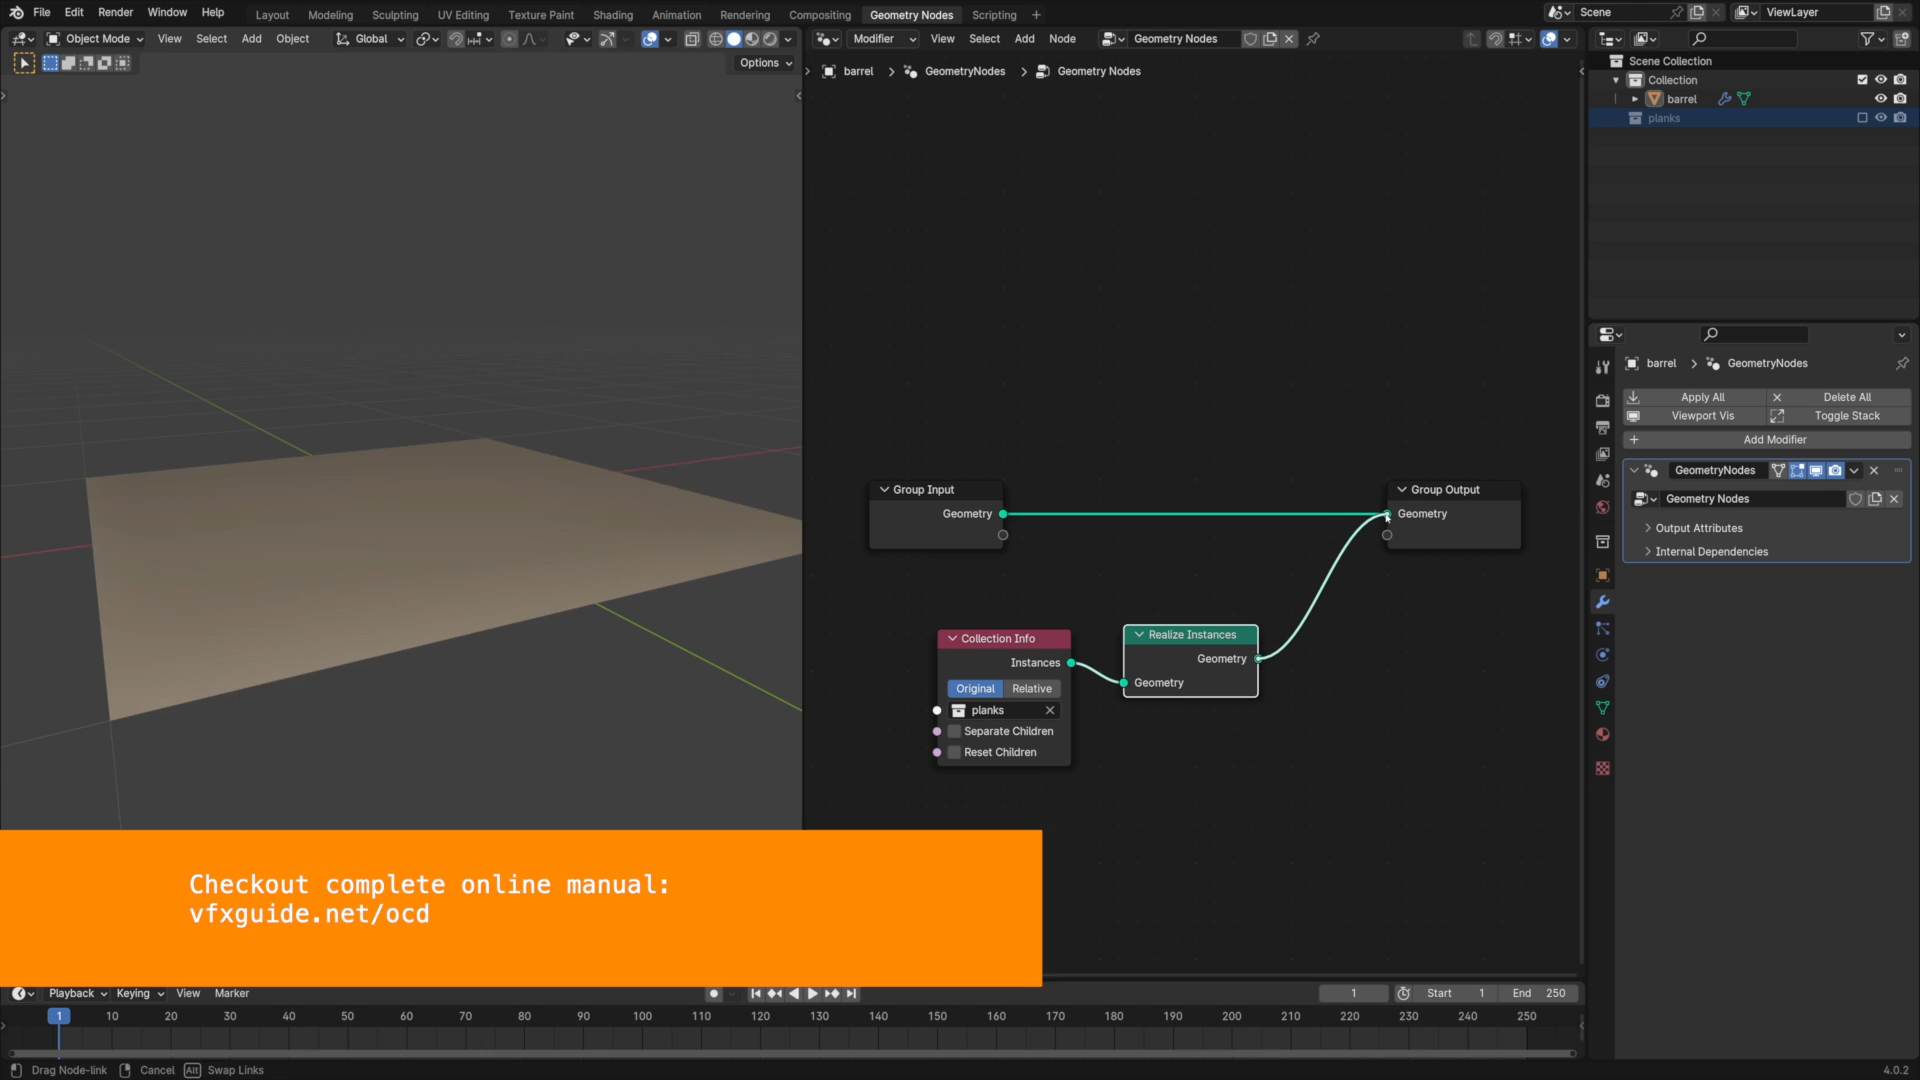 File Edit Render Window Help
Layout Modeling Sculpting UV Editing Texture Paint Shading Animation Rendering Compositing Geometry Nodes Scripting
Scene
ViewLayer
Object Mode View Select Add Object Global
Modifier View Select Add Node Geometry Nodes
Options
barrel GeometryNodes Geometry Nodes
Scene Collection
Collection
barrel
planks
Group Input
Geometry
Group Output
Geometry
Collection Info
Instances
Original Relative
planks
Separate Children
Reset Children
Realize Instances
Geometry
Geometry
barrel GeometryNodes
Apply All Delete All
Viewport Vis Toggle Stack
Add Modifier
GeometryNodes
Geometry Nodes
Output Attributes
Internal Dependencies
Checkout complete online manual:
vfxguide.net/ocd
Playback Keying View Marker
1 Start 1 End 250
1 10 20 30 40 50 60 70 80 90 100 110 120 130 140 150 160 170 180 190 200 210 220 230 240 250
Drag Node-link Cancel Alt Swap Links
4.0.2